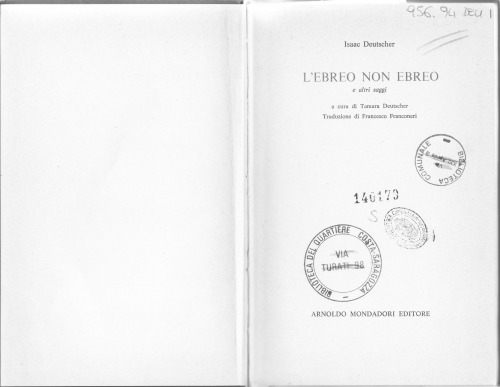 956.94 DEU 1
Isaac Deutscher
L'EBREO NON EBREO
e altri saggi
a cura di Tamara Deutscher
Traduzione di Francesco Franconeri
COMUNALE
BIBLIOTECA
140173
S
BIBLIOTECA DEL QUARTIERE COSTA-SARAGOZZA
VIA
TURATI 98
ARNOLDO MONDADORI EDITORE